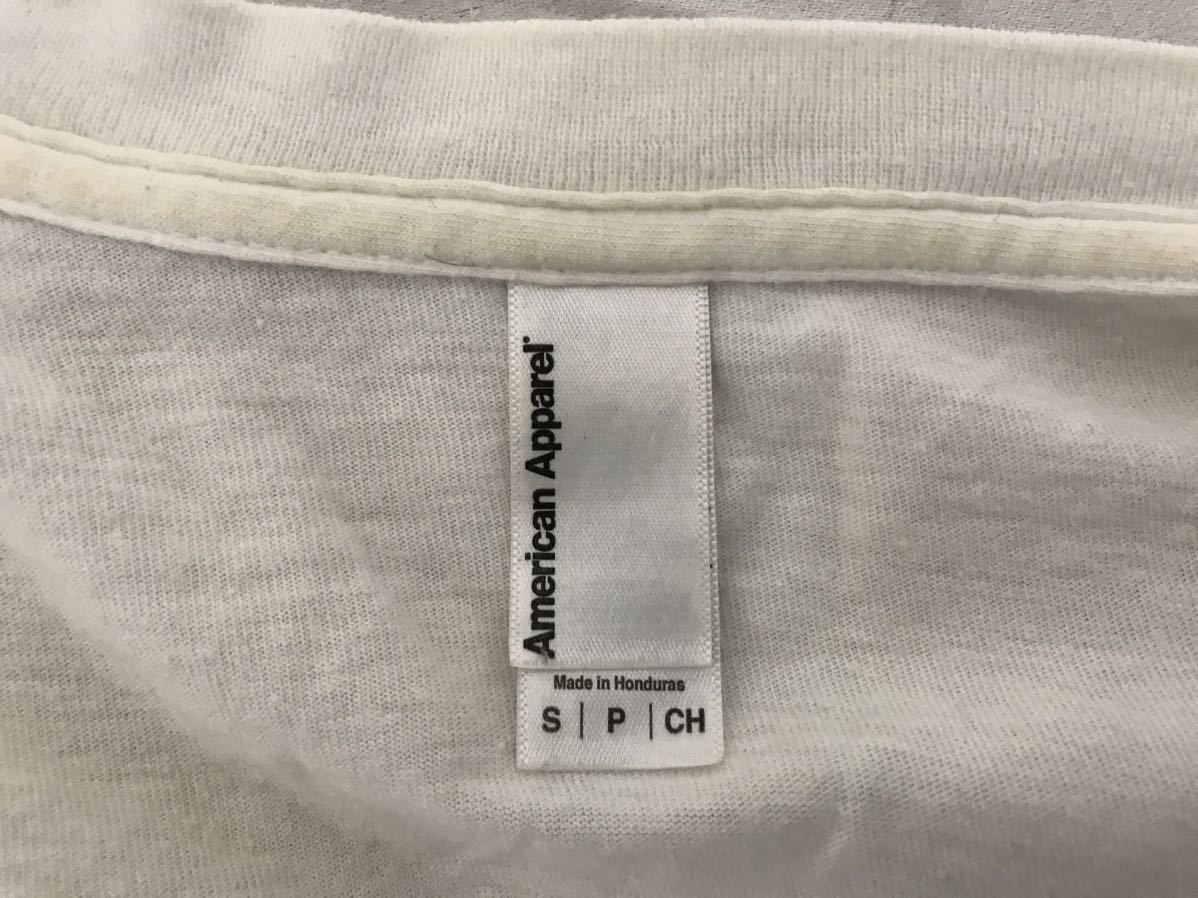 American Apparel
Made in Honduras
S | P | CH